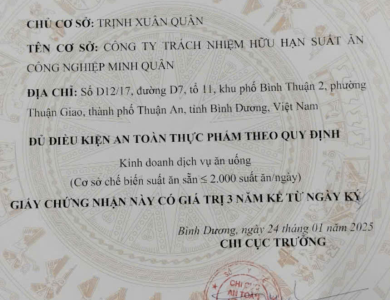 CHỦ CƠ SỞ: TRỊNH XUÂN QUÂN
TÊN CƠ SỞ: CÔNG TY TRÁCH NHIỆM HỮU HẠN SUẤT ĂN
CÔNG NGHIỆP MINH QUÂN
ĐỊA CHỈ: Số D12/17, đường D7, tổ 11, khu phố Bình Thuận 2, phường
Thuận Giao, thành phố Thuận An, tỉnh Bình Dương, Việt Nam
ĐỦ ĐIỀU KIỆN AN TOÀN THỰC PHẨM THEO QUY ĐỊNH
Kinh doanh dịch vụ ăn uống
(Cơ sở chế biến suất ăn sẵn ≤ 2.000 suất ăn/ngày)
GIẤY CHỨNG NHẬN NÀY CÓ GIÁ TRỊ 3 NĂM KỂ TỪ NGÀY KÝ
Bình Dương, ngày 24 tháng 01 năm 2025
CHI CỤC TRƯỞNG
CHI CỤC
AN TOÀN